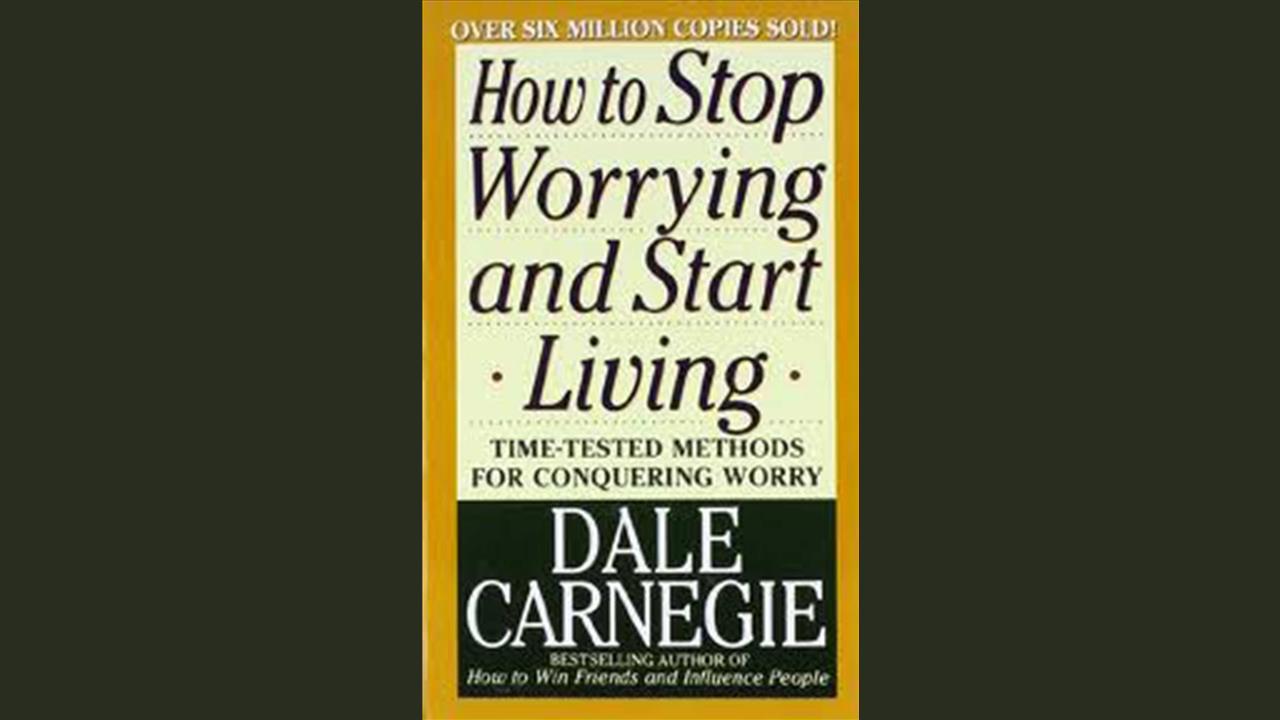 OVER SIX MILLION COPIES SOLD!
How to Stop
Worrying
and Start
· Living ·
TIME-TESTED METHODS
FOR CONQUERING WORRY
DALE
CARNEGIE
BESTSELLING AUTHOR OF
How to Win Friends and Influence People